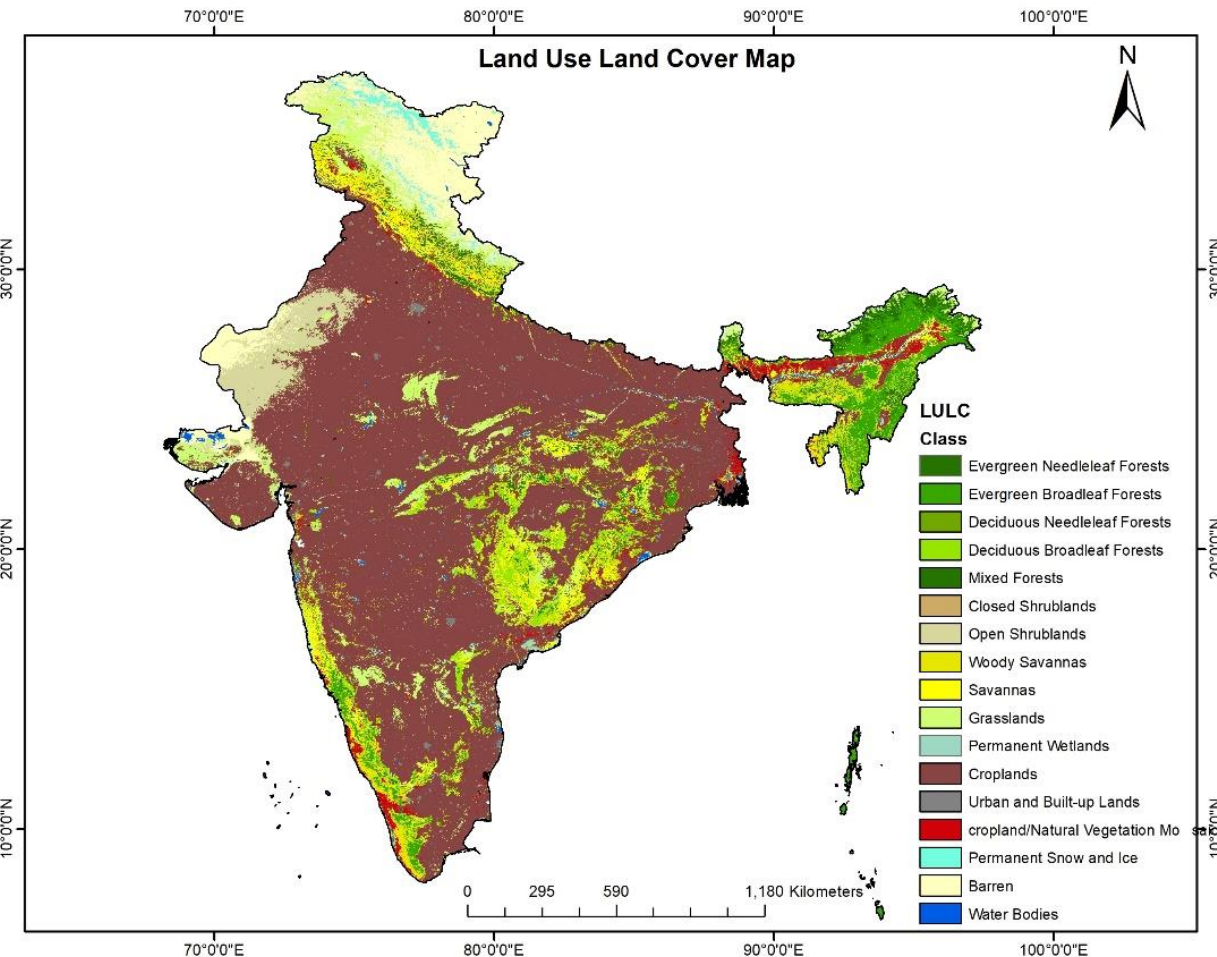 70°0'0"E 80°0'0"E 90°0'0"E 100°0'0"E
Land Use Land Cover Map
N
30°0'0"N 30°0'0"N
20°0'0"N 20°0'0"N
10°0'0"N 10°0'0"N
LULC
Class
Evergreen Needleleaf Forests
Evergreen Broadleaf Forests
Deciduous Needleleaf Forests
Deciduous Broadleaf Forests
Mixed Forests
Closed Shrublands
Open Shrublands
Woody Savannas
Savannas
Grasslands
Permanent Wetlands
Croplands
Urban and Built-up Lands
cropland/Natural Vegetation Mo saic
Permanent Snow and Ice
Barren
Water Bodies
0 295 590 1,180 Kilometers
70°0'0"E 80°0'0"E 90°0'0"E 100°0'0"E